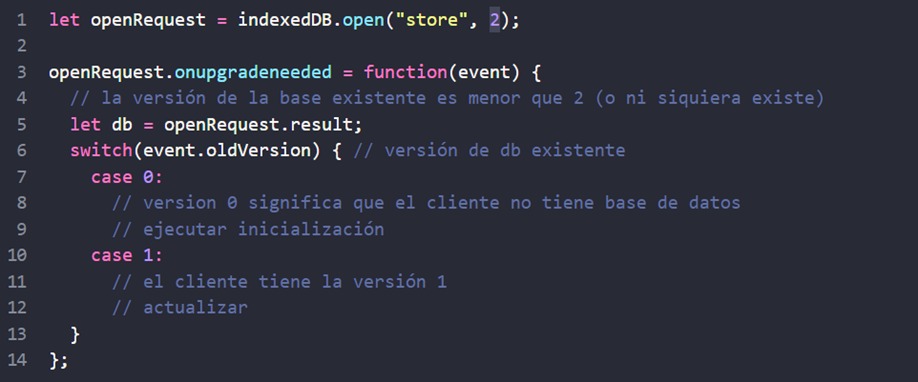 1 let openRequest = indexedDB.open("store", 2);
2
3 openRequest.onupgradeneeded = function(event) {
4   // la versión de la base existente es menor que 2 (o ni siquiera existe)
5   let db = openRequest.result;
6   switch(event.oldVersion) { // versión de db existente
7     case 0:
8       // version 0 significa que el cliente no tiene base de datos
9       // ejecutar inicialización
10     case 1:
11       // el cliente tiene la versión 1
12       // actualizar
13   }
14 };